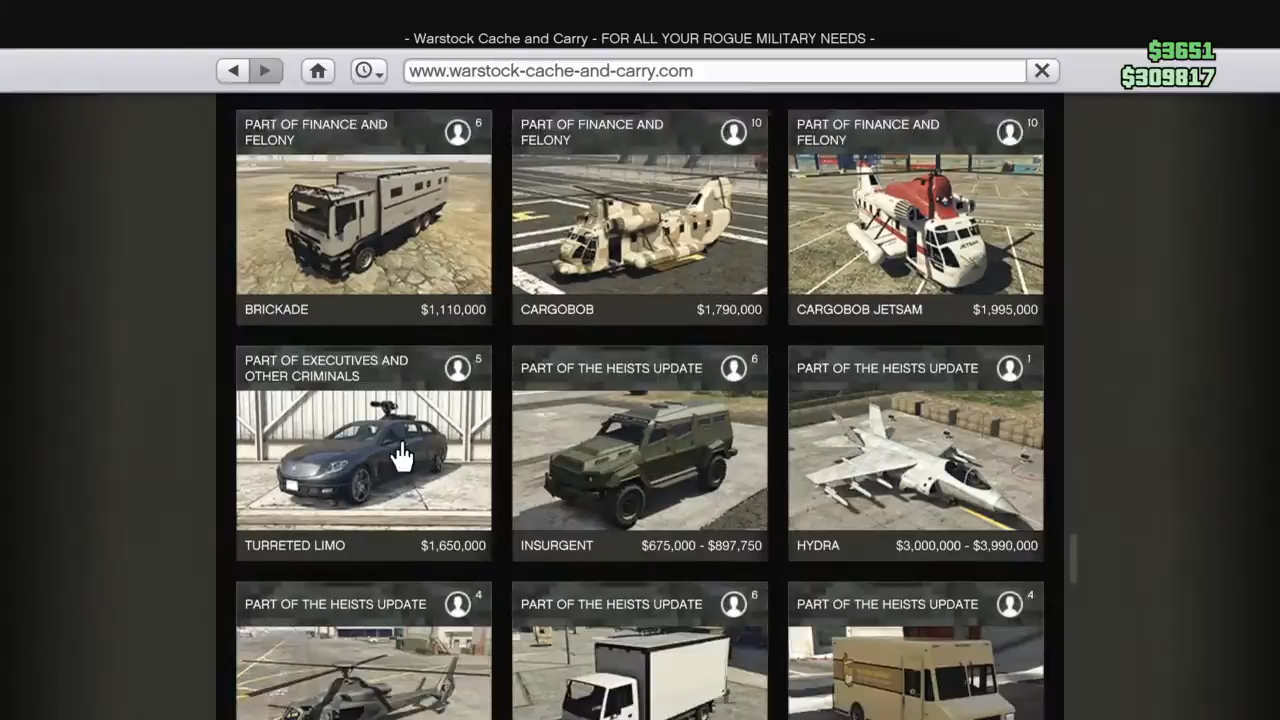 - Warstock Cache and Carry - FOR ALL YOUR ROGUE MILITARY NEEDS -
$3651
www.warstock-cache-and-carry.com
$309817
PART OF FINANCE AND
FELONY
6
PART OF FINANCE AND
FELONY
10
PART OF FINANCE AND
FELONY
10
JETSAM
BRICKADE $1,110,000
CARGOBOB $1,790,000
CARGOBOB JETSAM $1,995,000
PART OF EXECUTIVES AND
OTHER CRIMINALS
5
PART OF THE HEISTS UPDATE 6
PART OF THE HEISTS UPDATE 1
TURRETED LIMO $1,650,000
INSURGENT $675,000 - $897,750
HYDRA $3,000,000 - $3,990,000
PART OF THE HEISTS UPDATE 4
PART OF THE HEISTS UPDATE 6
PART OF THE HEISTS UPDATE 4